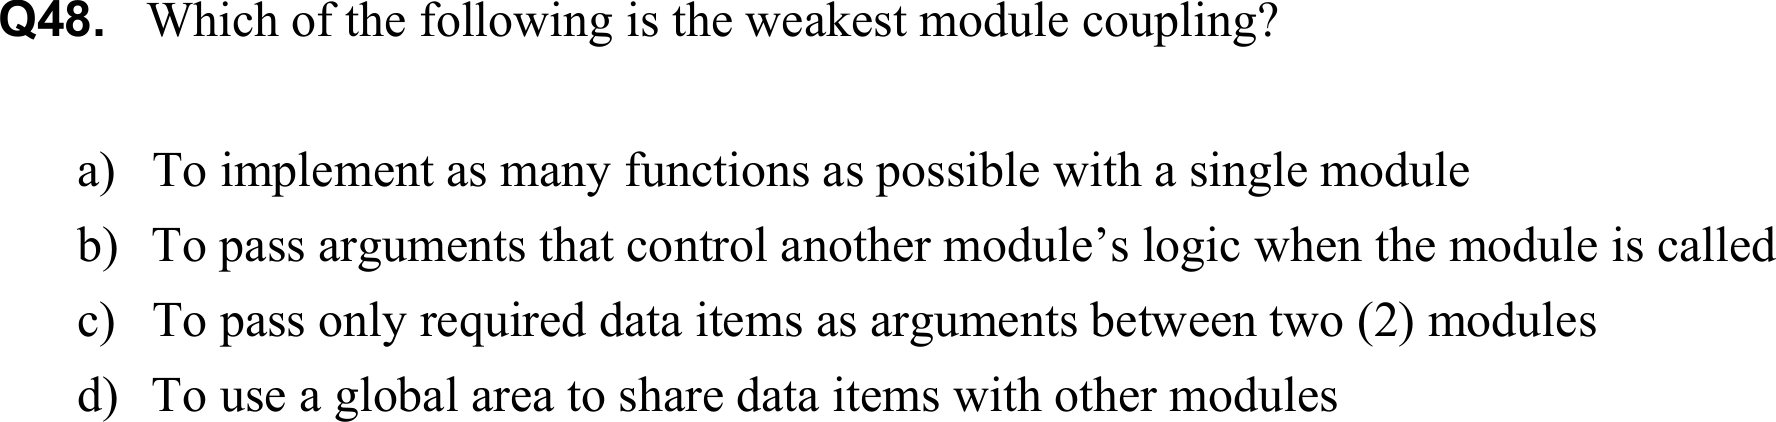 Q48. Which of the following is the weakest module coupling?
a) To implement as many functions as possible with a single module
b) To pass arguments that control another module’s logic when the module is called
c) To pass only required data items as arguments between two (2) modules
d) To use a global area to share data items with other modules